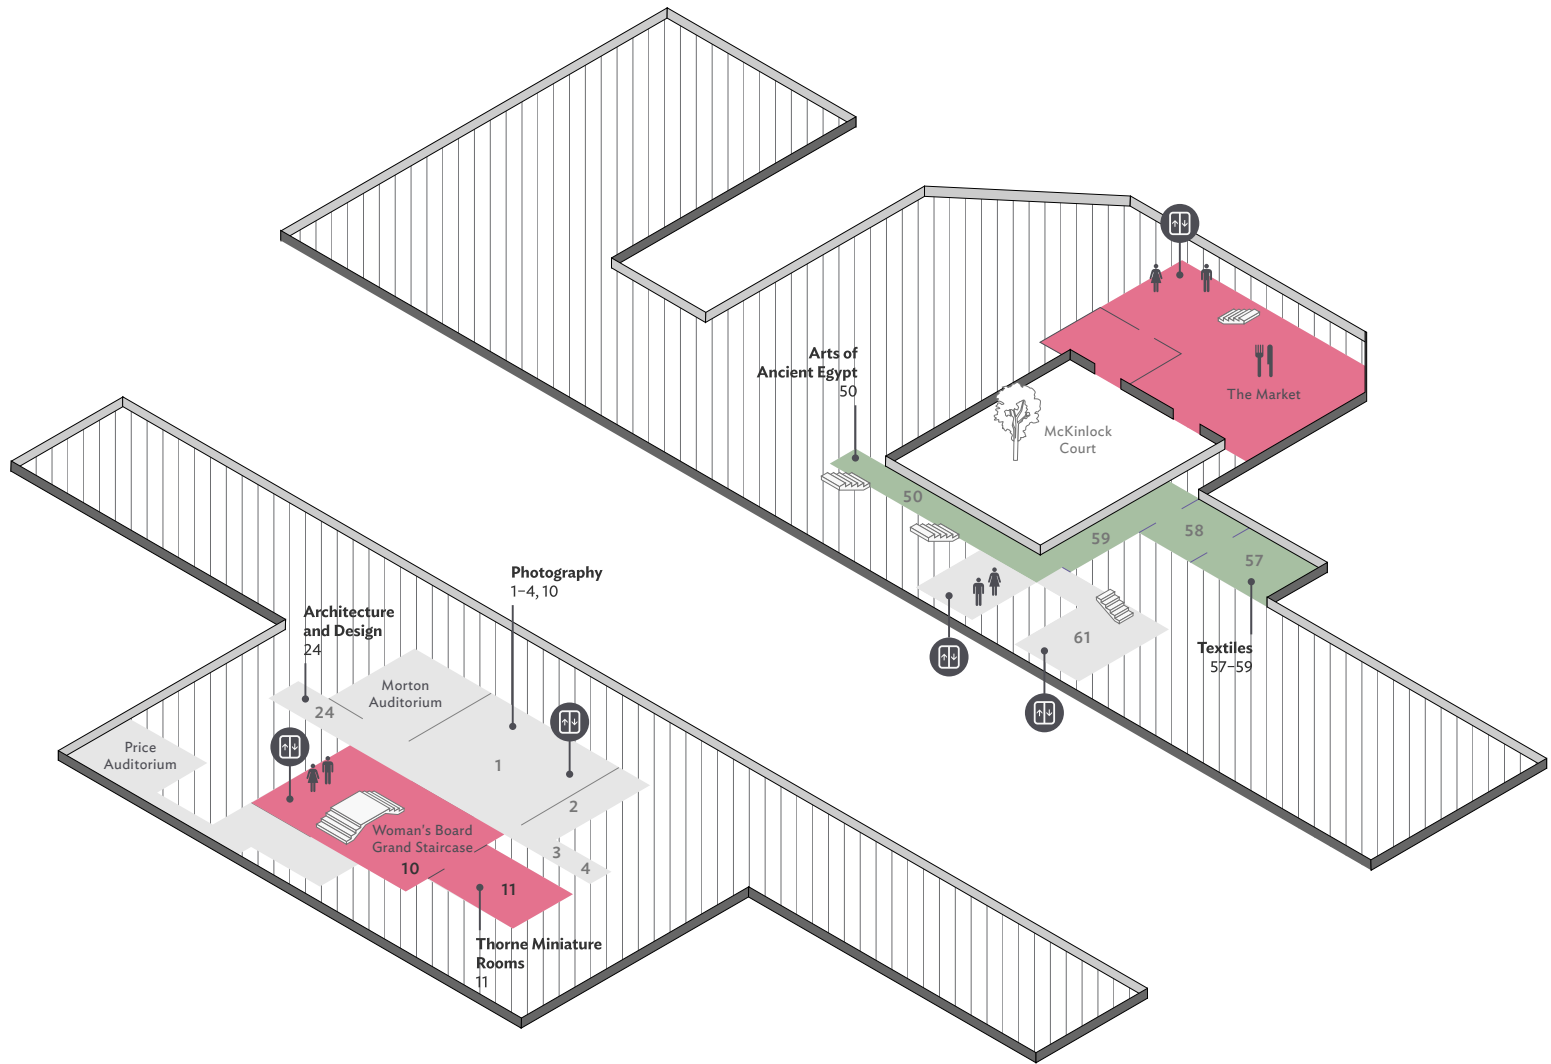 Arts of
Ancient Egypt
50
The Market
McKinlock
Court
50
59
58
57
61
Textiles
57–59
Photography
1–4, 10
Architecture
and Design
24
Morton
Auditorium
24
Price
Auditorium
1
2
Woman's Board
Grand Staircase
3
4
10
11
Thorne Miniature
Rooms
11